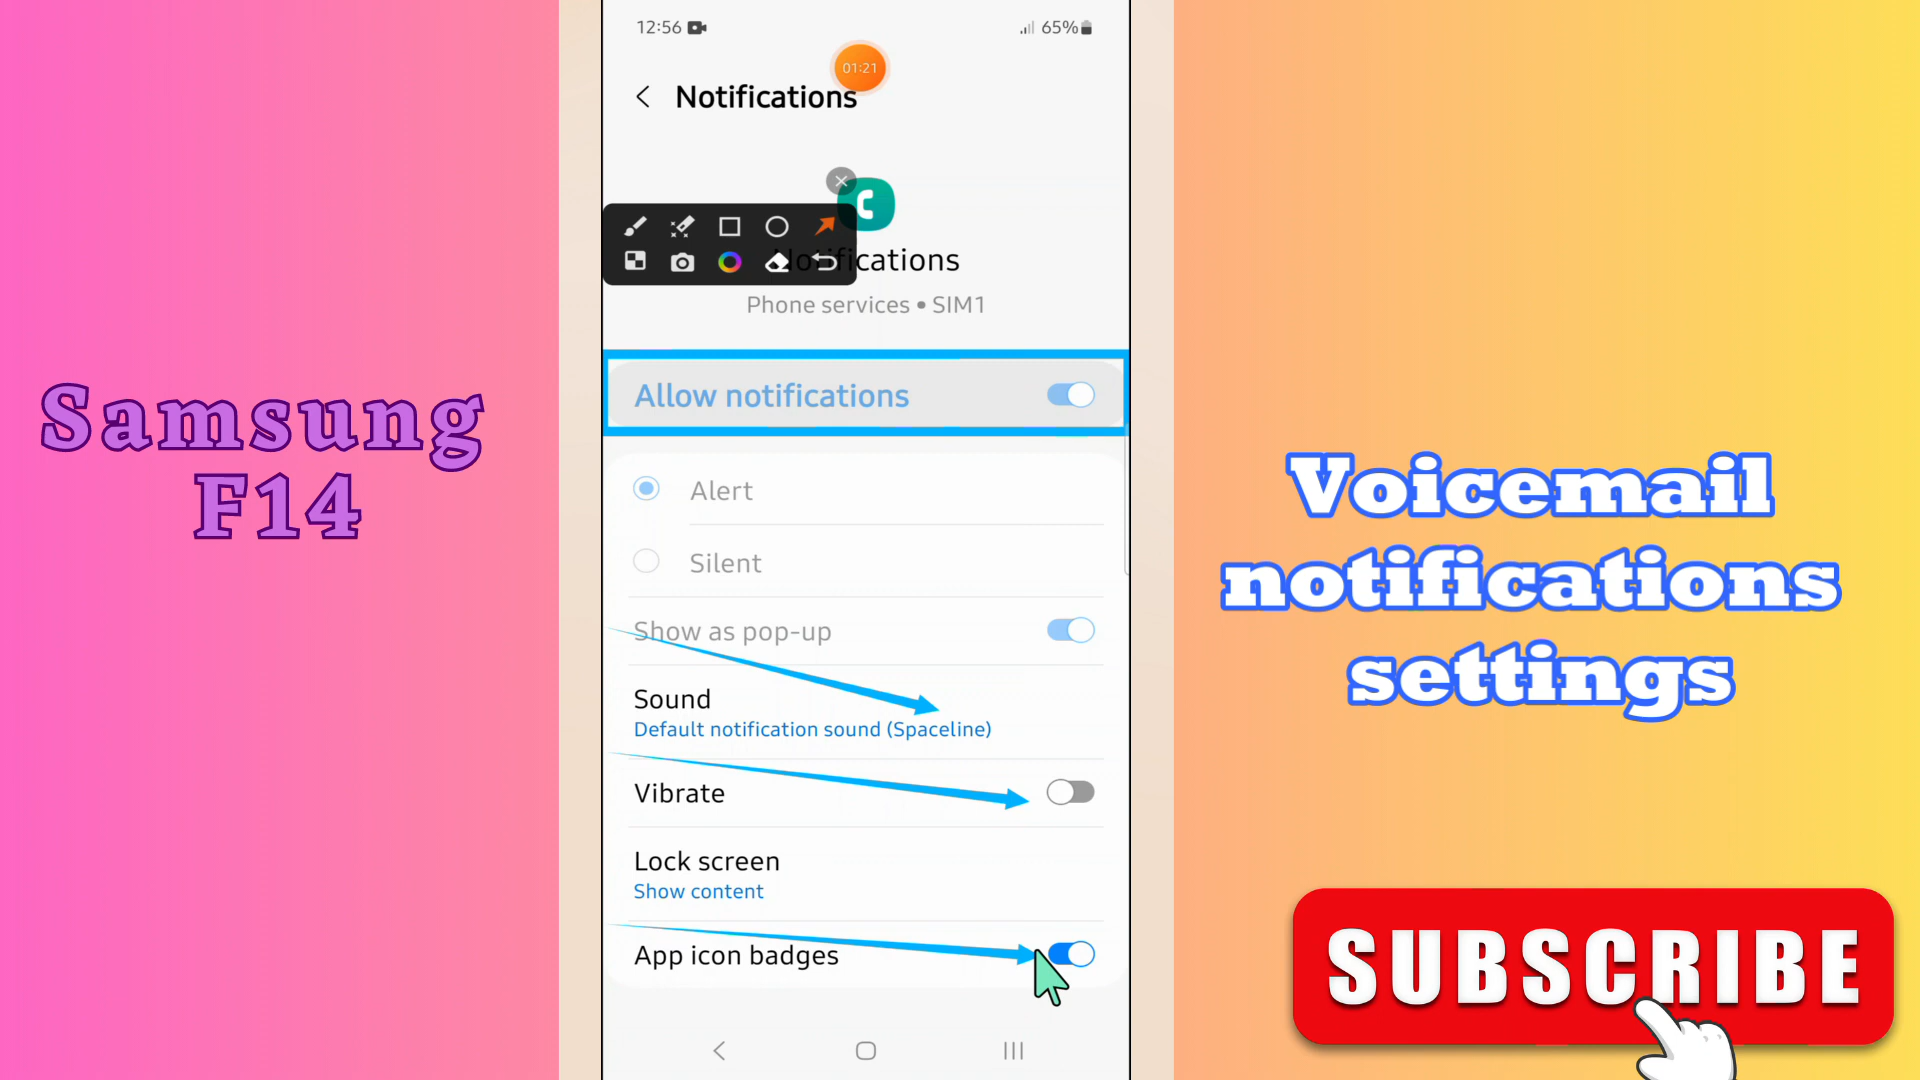 Samsung
F14
12:56
65%
01:21
Notifications
Notifications
Phone services • SIM1
Allow notifications
Alert
Silent
Show as pop-up
Sound
Default notification sound (Spaceline)
Vibrate
Lock screen
Show content
App icon badges
Voicemail
notifications
settings
SUBSCRIBE